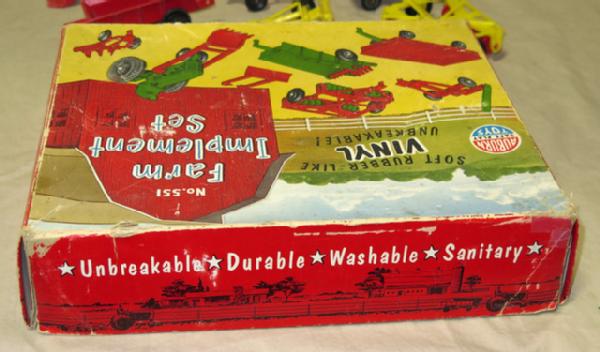 No. 551
Farm
Implement
Set
SOFT RUBBER-LIKE
VINYL
UNBREAKABLE!
AUBURN
TOYS
★ Unbreakable ★ Durable ★ Washable ★ Sanitary ★